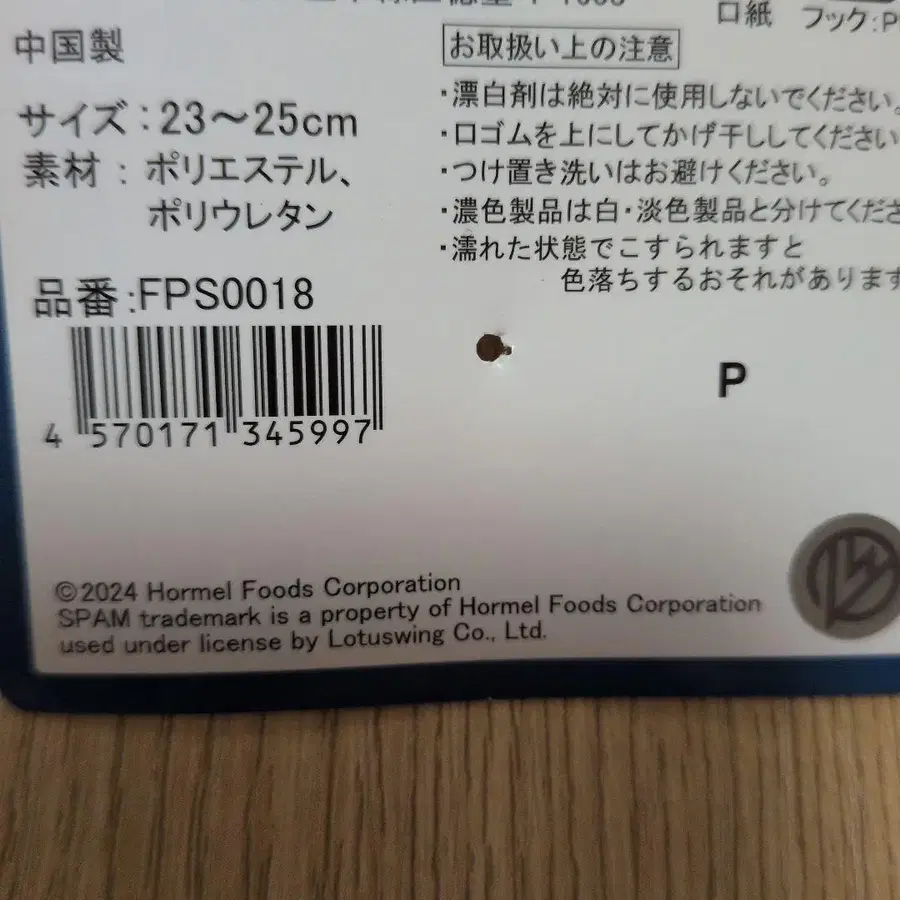 口紙 フック:P
中国製
サイズ:23〜25cm
素材:ポリエステル、
ポリウレタン
品番:FPS0018
4 570171 345997
お取扱い上の注意
・漂白剤は絶対に使用しないでください。
・口ゴムを上にしてかげ干ししてください
・つけ置き洗いはお避けください。
・濃色製品は白・淡色製品と分けてくださ
・濡れた状態でこすられますと
色落ちするおそれがあります
P
©2024 Hormel Foods Corporation
SPAM trademark is a property of Hormel Foods Corporation
used under license by Lotuswing Co., Ltd.